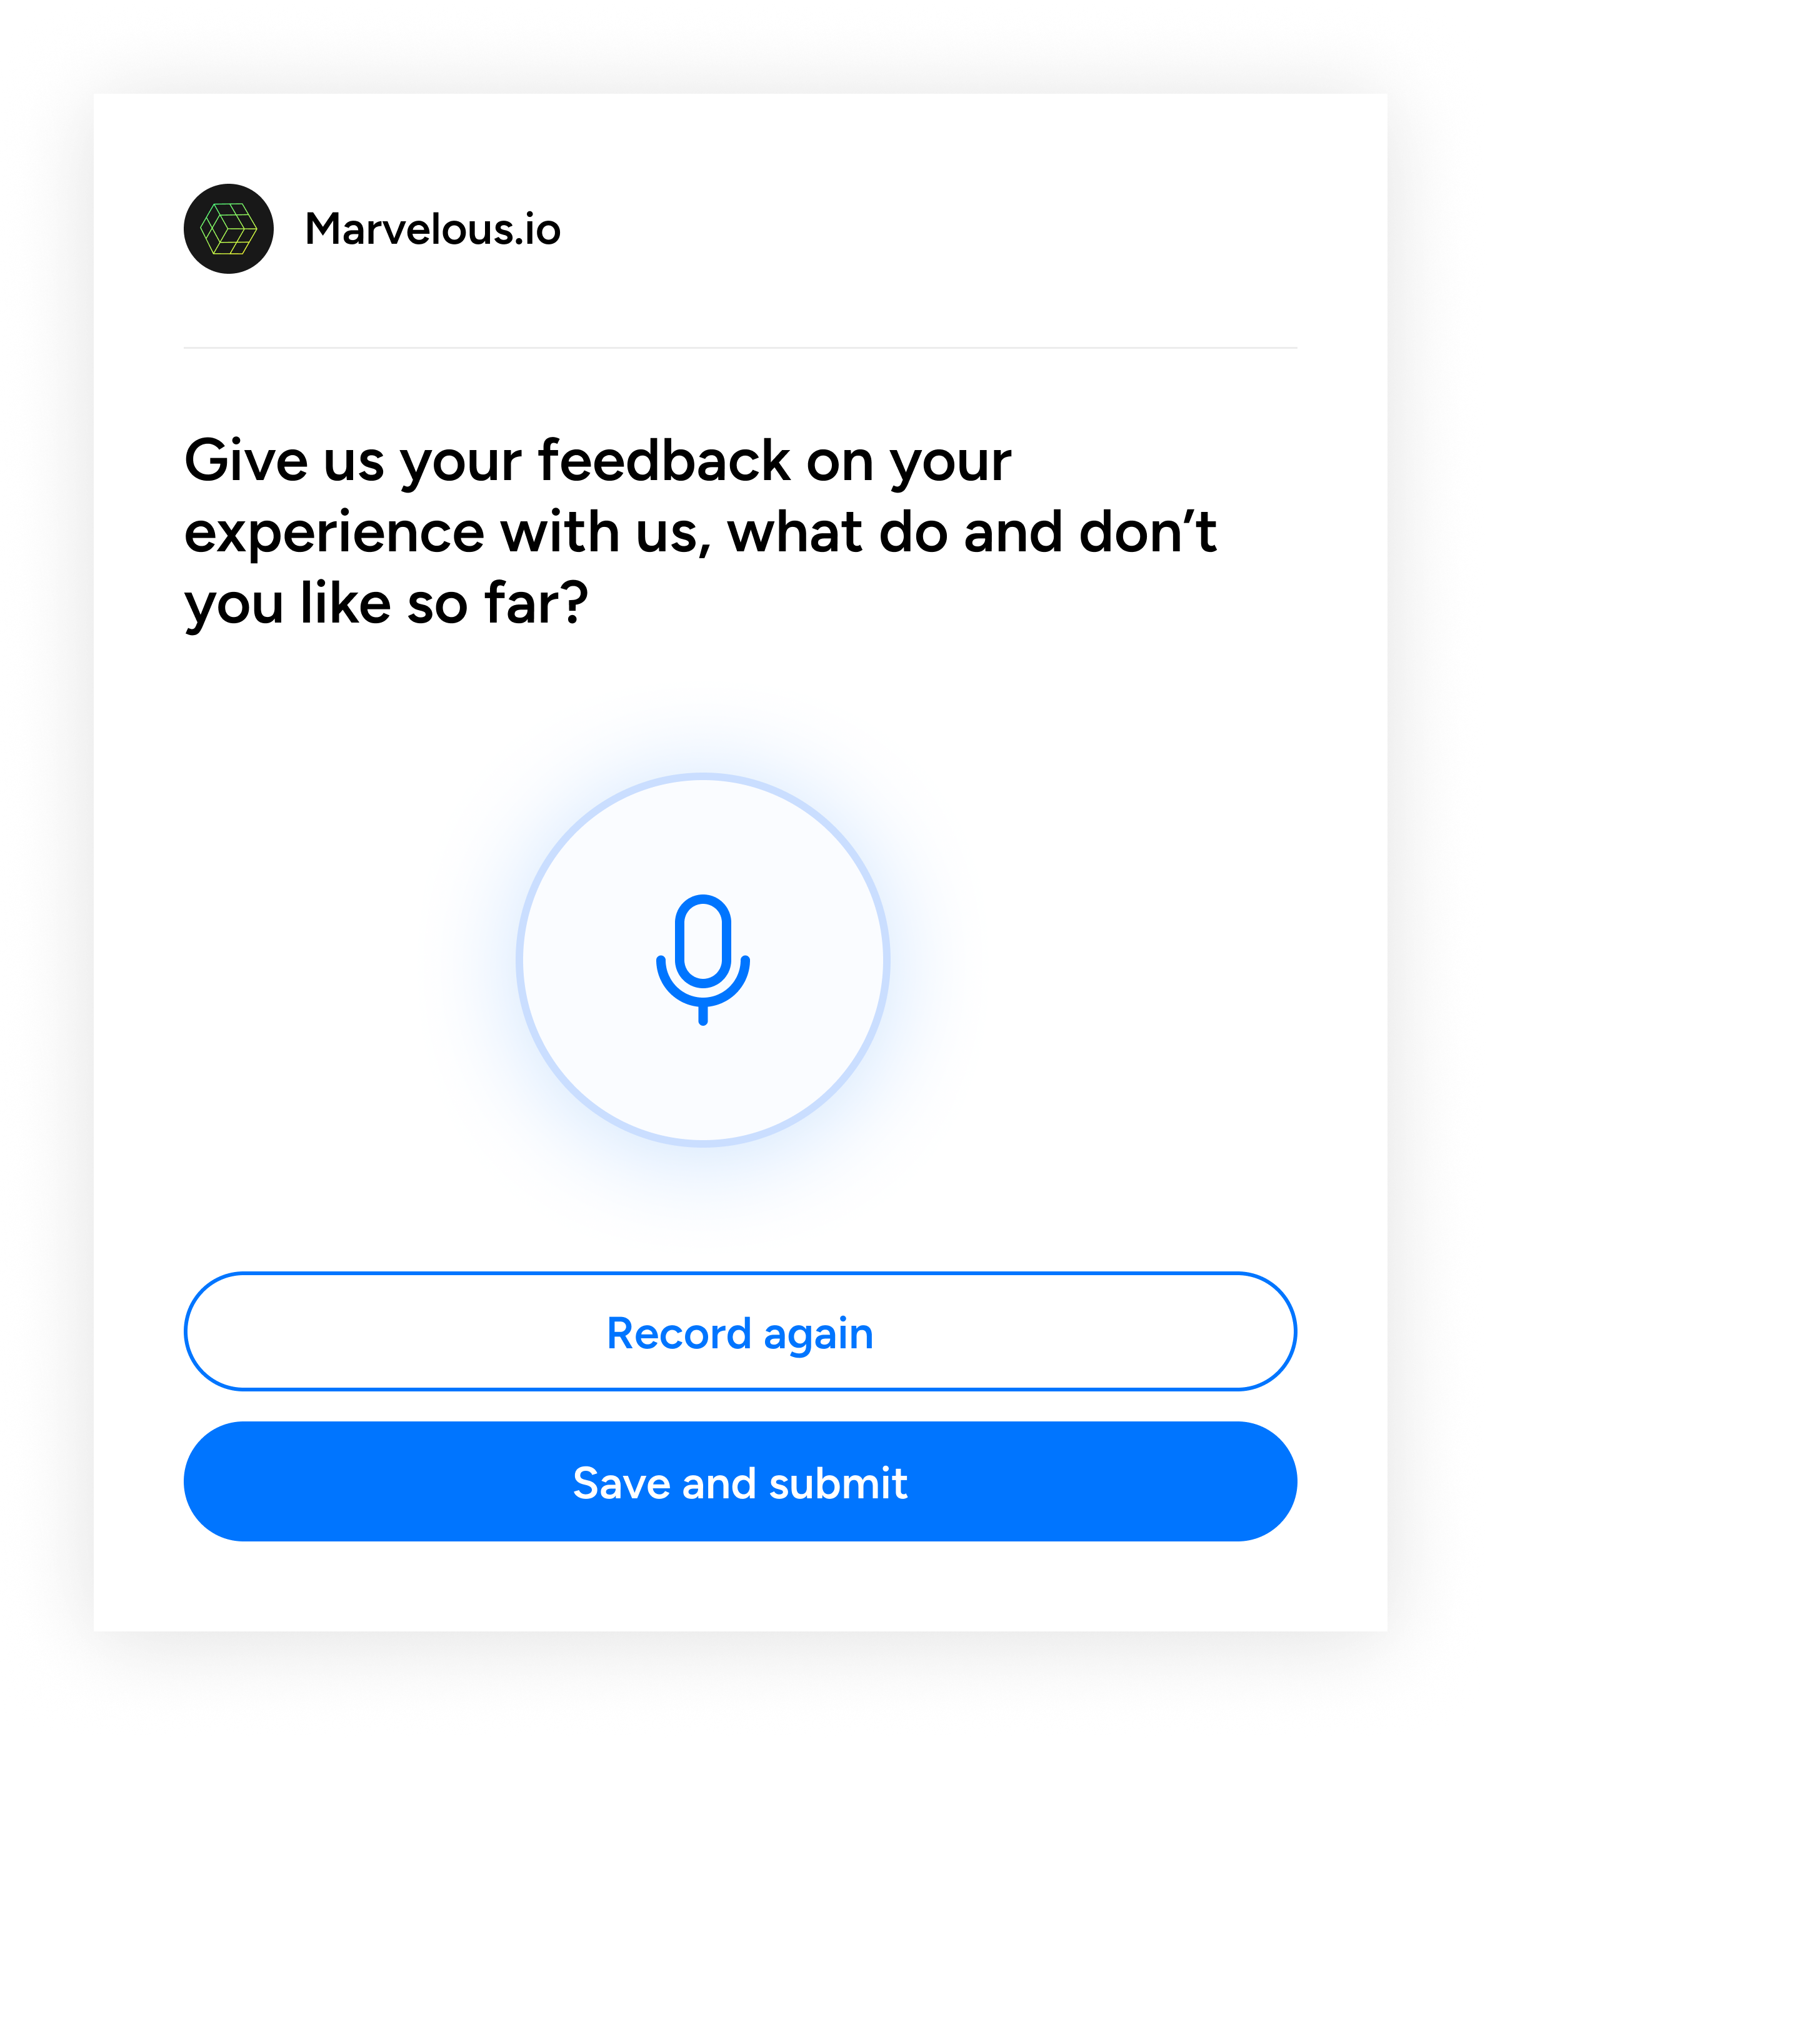 Marvelous.io
Give us your feedback on your
experience with us, what do and don’t
you like so far?
Record again
Save and submit